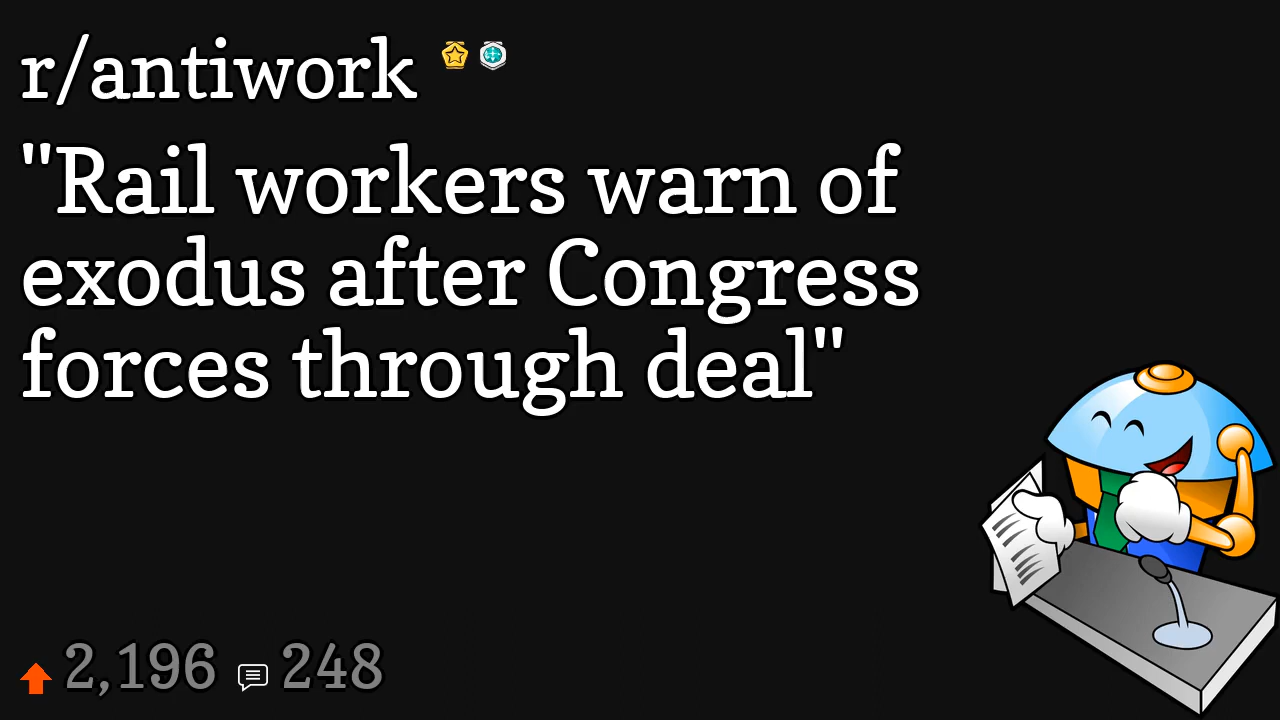 r/antiwork
"Rail workers warn of
exodus after Congress
forces through deal"
2,196 248